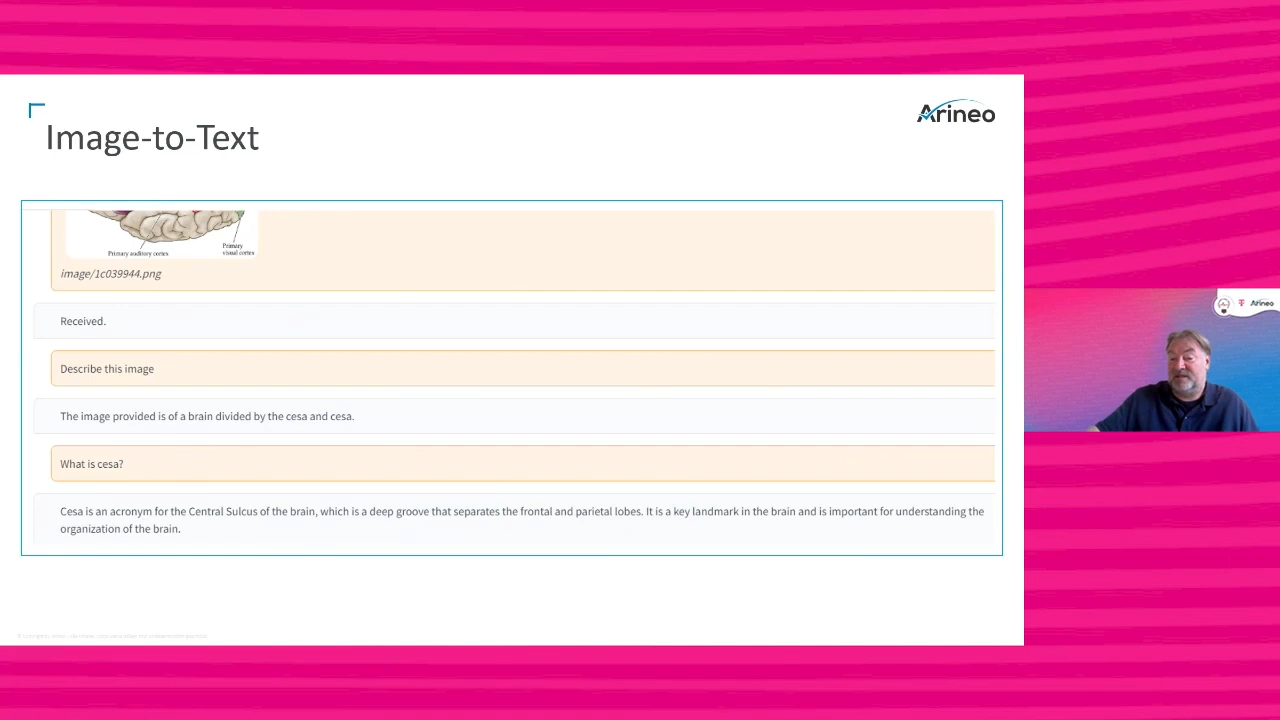 Image-to-Text
Arineo
Primary auditory cortex
Primary
visual cortex
image/1c039944.png
Received.
Describe this image
The image provided is of a brain divided by the cesa and cesa.
What is cesa?
Cesa is an acronym for the Central Sulcus of the brain, which is a deep groove that separates the frontal and parietal lobes. It is a key landmark in the brain and is important for understanding the
organization of the brain.
T Arineo